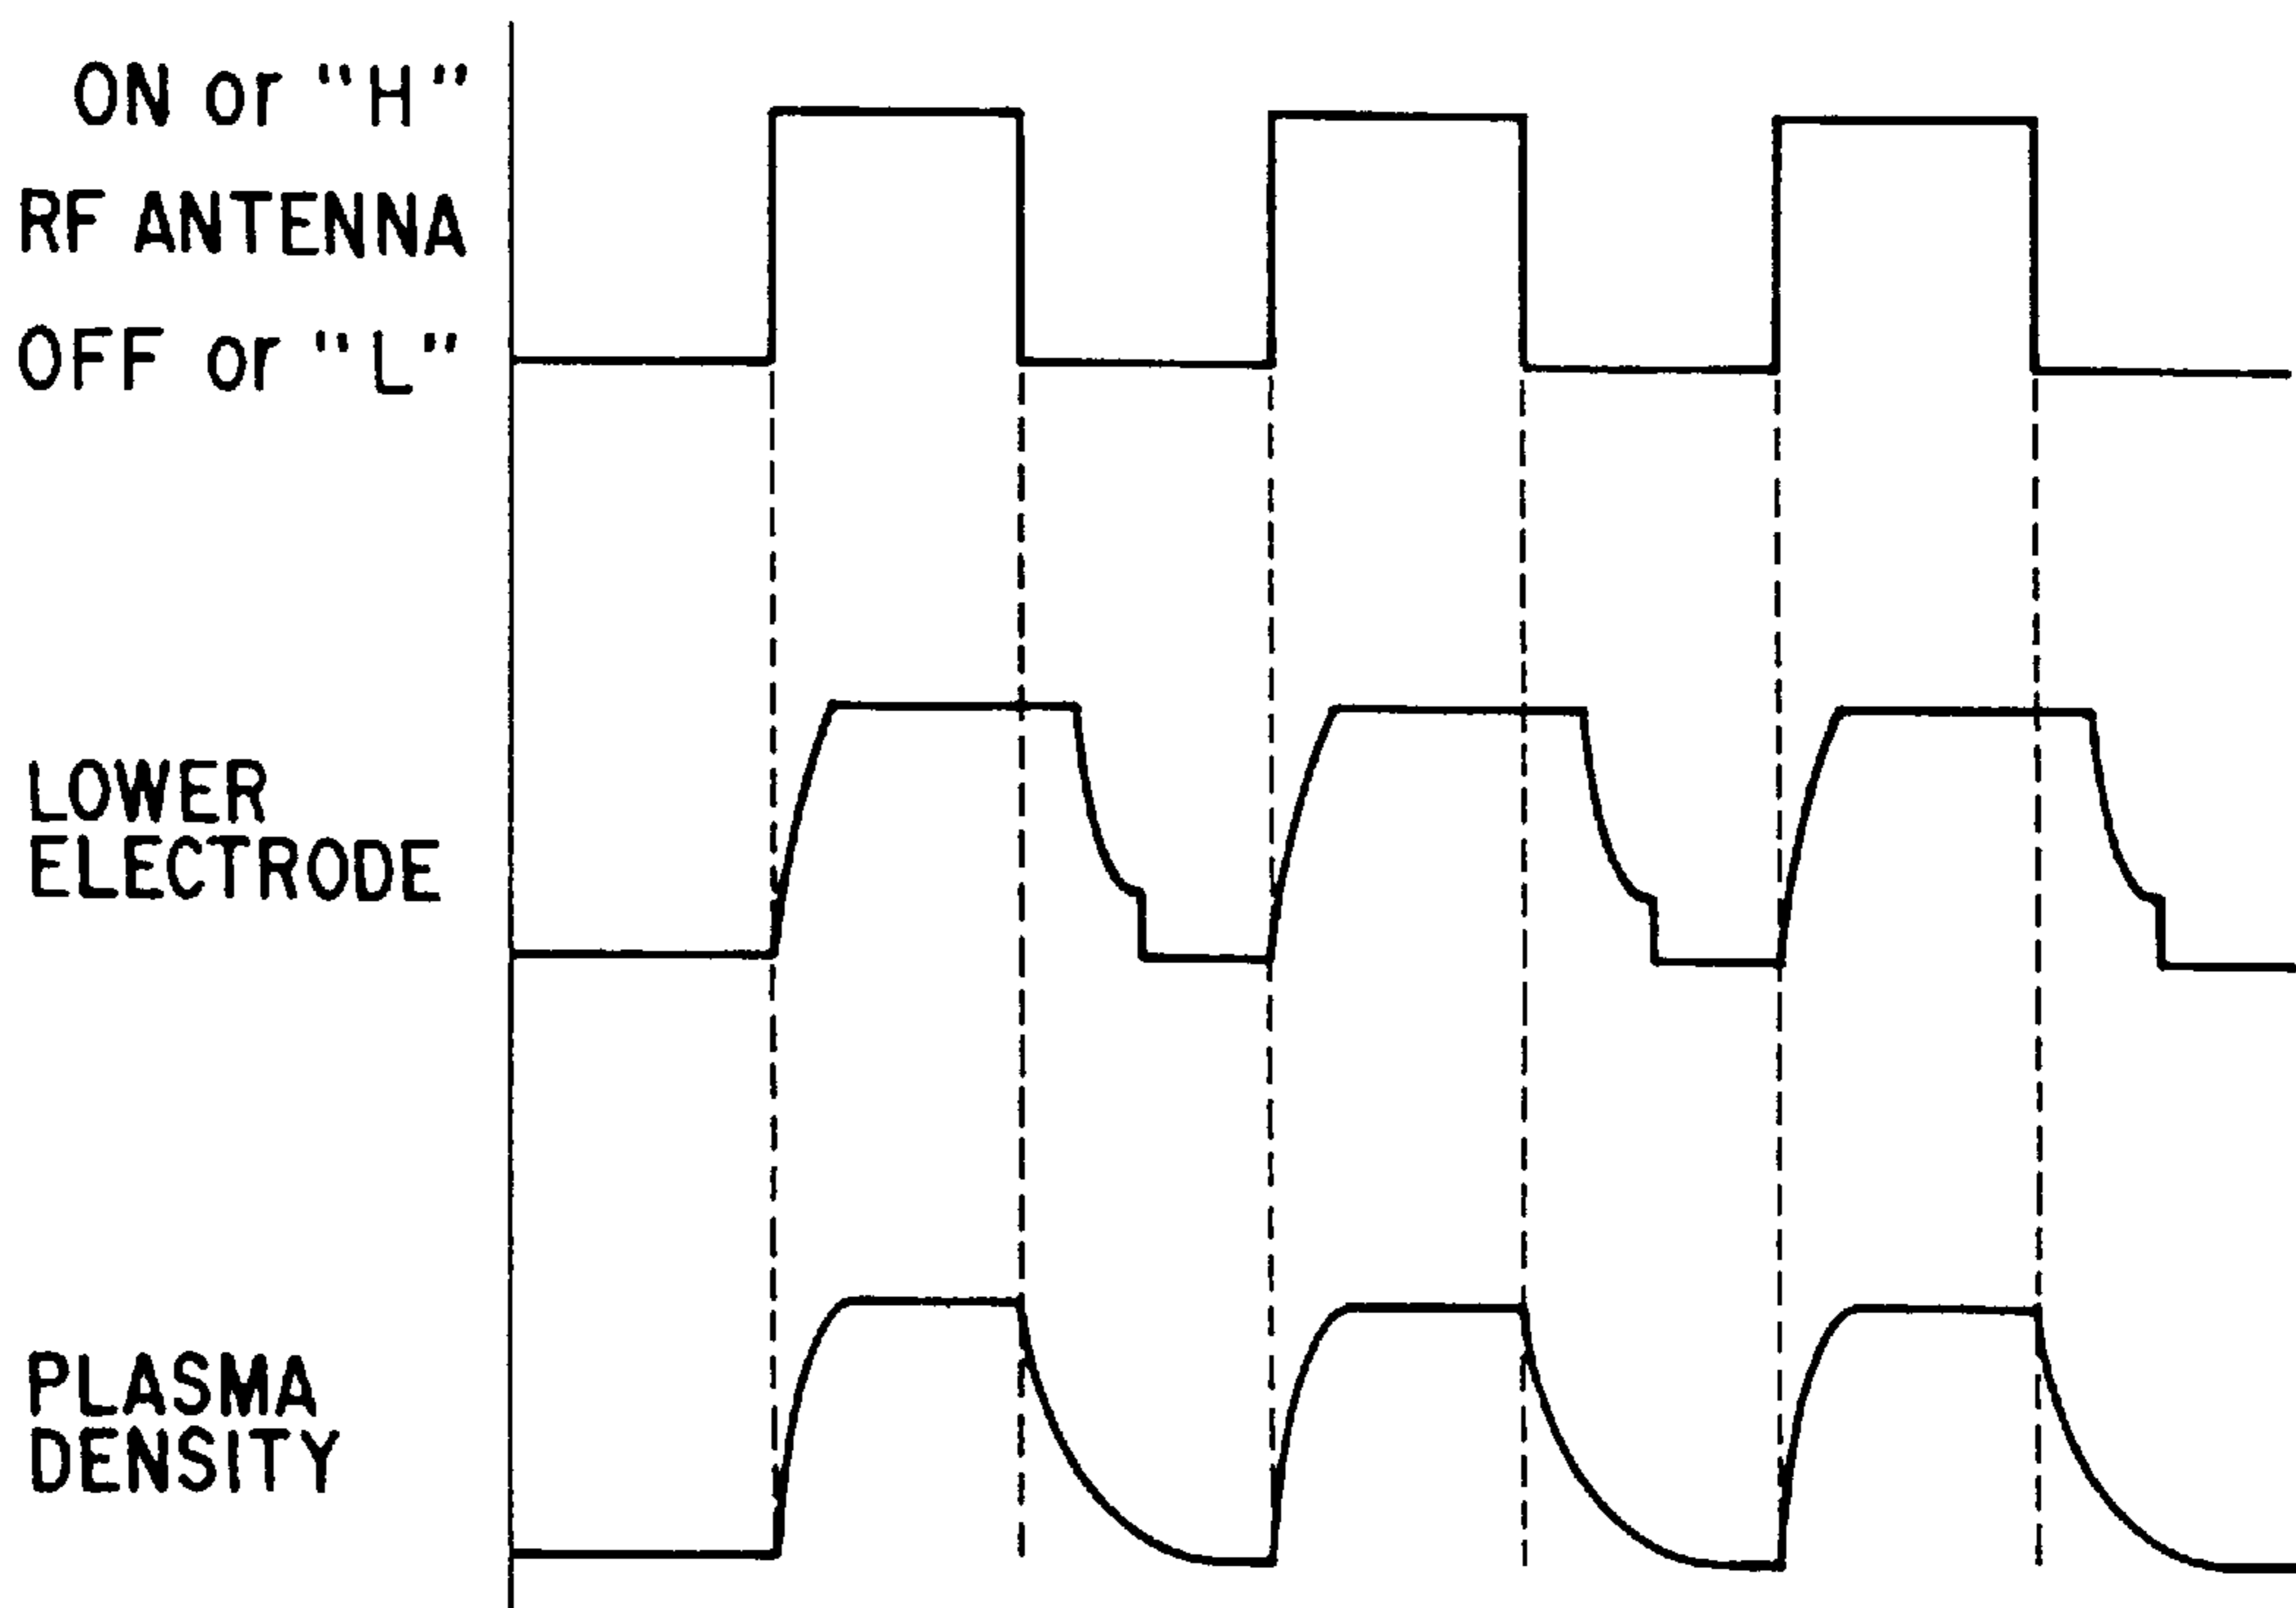 ON or "H"
RF ANTENNA
OFF or "L"
LOWER
ELECTRODE
PLASMA
DENSITY